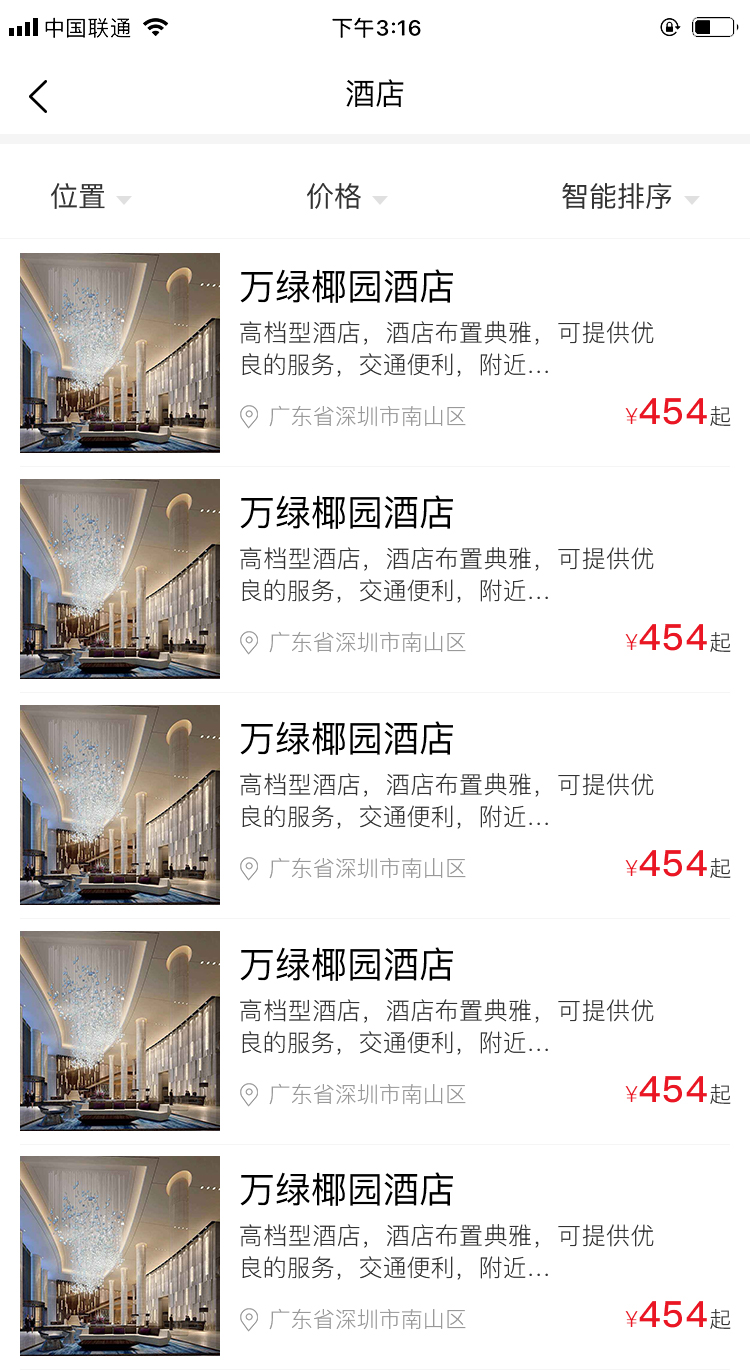 中国联通 下午3:16
酒店
位置 价格 智能排序
万绿椰园酒店
高档型酒店，酒店布置典雅，可提供优
良的服务，交通便利，附近...
广东省深圳市南山区 ¥454起
万绿椰园酒店
高档型酒店，酒店布置典雅，可提供优
良的服务，交通便利，附近...
广东省深圳市南山区 ¥454起
万绿椰园酒店
高档型酒店，酒店布置典雅，可提供优
良的服务，交通便利，附近...
广东省深圳市南山区 ¥454起
万绿椰园酒店
高档型酒店，酒店布置典雅，可提供优
良的服务，交通便利，附近...
广东省深圳市南山区 ¥454起
万绿椰园酒店
高档型酒店，酒店布置典雅，可提供优
良的服务，交通便利，附近...
广东省深圳市南山区 ¥454起